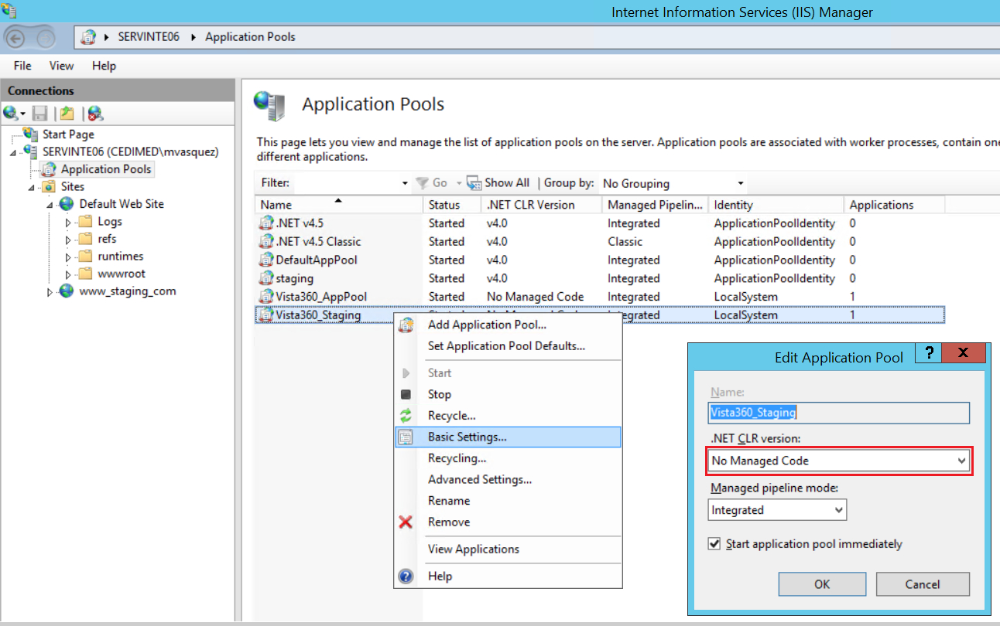 Internet Information Services (IIS) Manager
SERVINTE06 Application Pools
File View Help
Connections
Start Page
SERVINTE06 (CEDIMED\mvasquez)
Application Pools
Sites
Default Web Site
Logs
refs
runtimes
wwwroot
www_staging_com
Application Pools
This page lets you view and manage the list of application pools on the server. Application pools are associated with worker processes, contain one
different applications.
Filter: Go Show All Group by: No Grouping
Name Status .NET CLR Version Managed Pipelin... Identity Applications
.NET v4.5 Started v4.0 Integrated ApplicationPoolIdentity 0
.NET v4.5 Classic Started v4.0 Classic ApplicationPoolIdentity 0
DefaultAppPool Started v4.0 Integrated ApplicationPoolIdentity 0
staging Started v4.0 Integrated ApplicationPoolIdentity 0
Vista360_AppPool Started No Managed Code Integrated LocalSystem 1
Vista360_Staging Integrated LocalSystem 1
Add Application Pool...
Set Application Pool Defaults...
Start
Stop
Recycle...
Basic Settings...
Recycling...
Advanced Settings...
Rename
Remove
View Applications
Help
Edit Application Pool ? X
Name:
Vista360_Staging
.NET CLR version:
No Managed Code
Managed pipeline mode:
Integrated
Start application pool immediately
OK Cancel